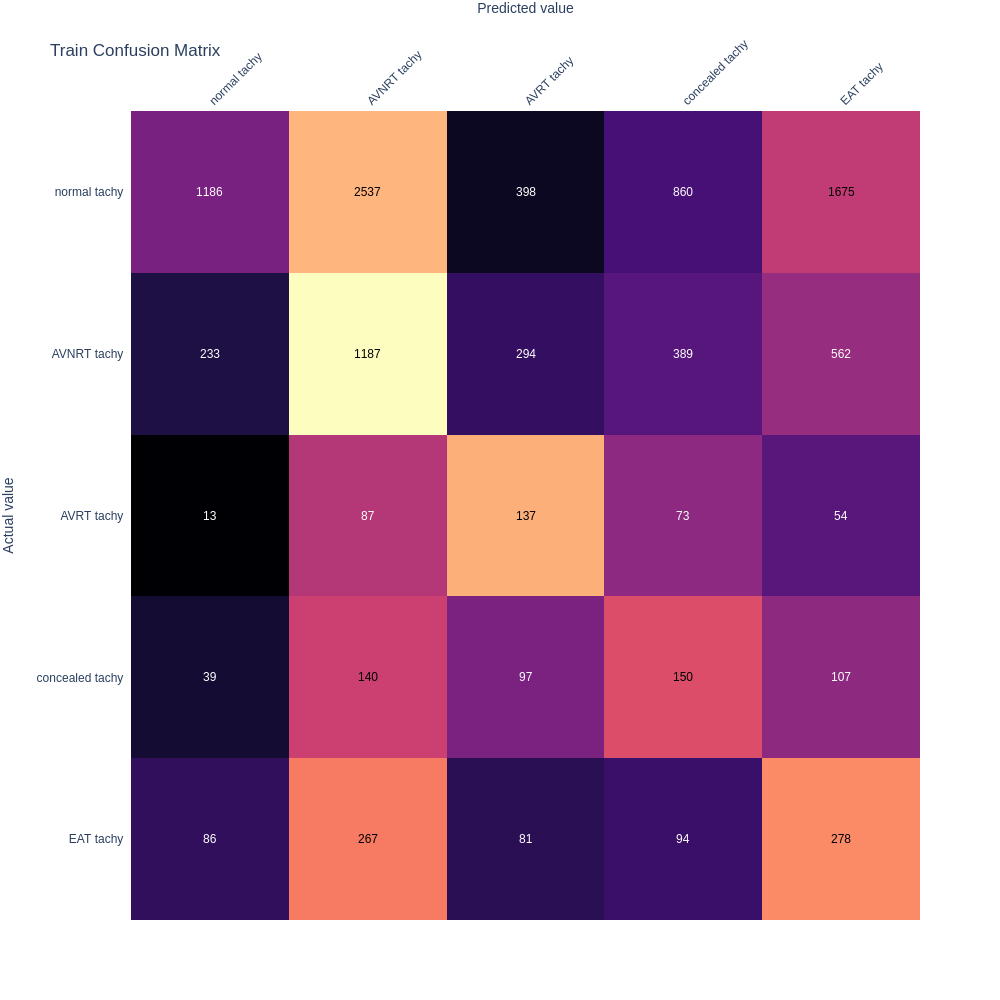 Predicted value
Train Confusion Matrix
normal tachy AVNRT tachy AVRT tachy concealed tachy EAT tachy
normal tachy 1186 2537 398 860 1675
AVNRT tachy 233 1187 294 389 562
Actual value
AVRT tachy 13 87 137 73 54
concealed tachy 39 140 97 150 107
EAT tachy 86 267 81 94 278